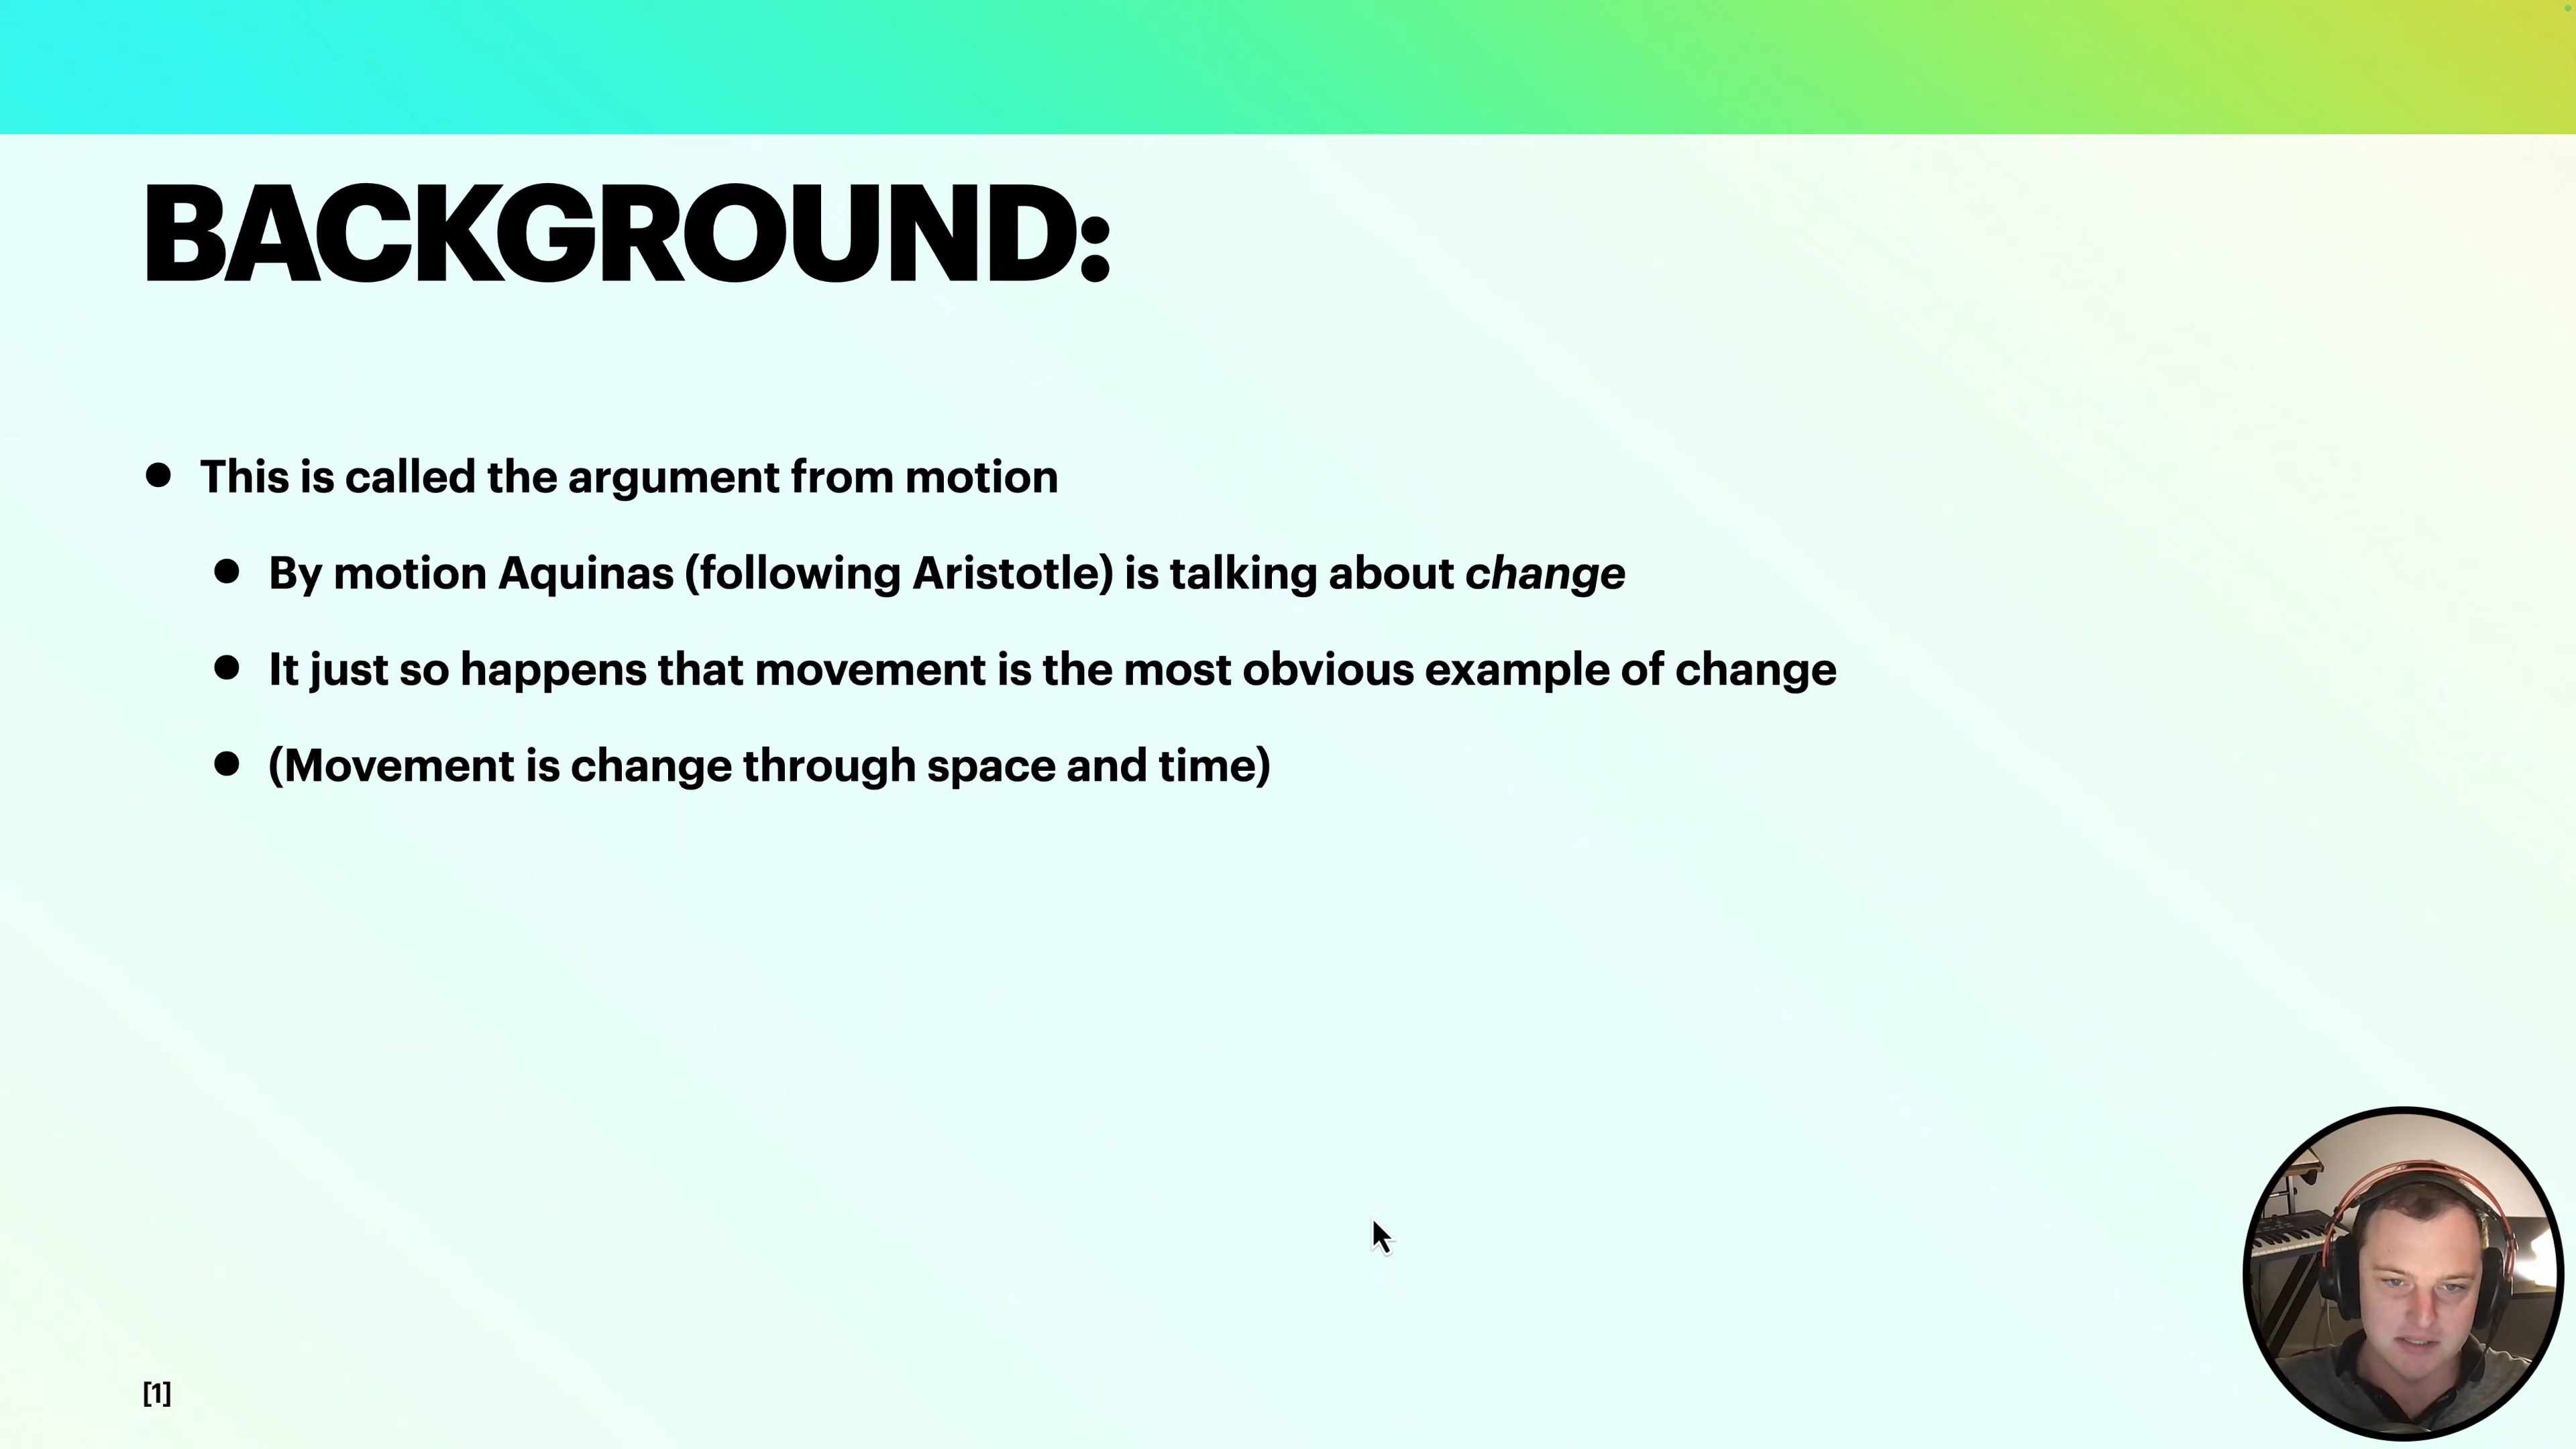 BACKGROUND:
● This is called the argument from motion
● By motion Aquinas (following Aristotle) is talking about change
● It just so happens that movement is the most obvious example of change
● (Movement is change through space and time)
[1]